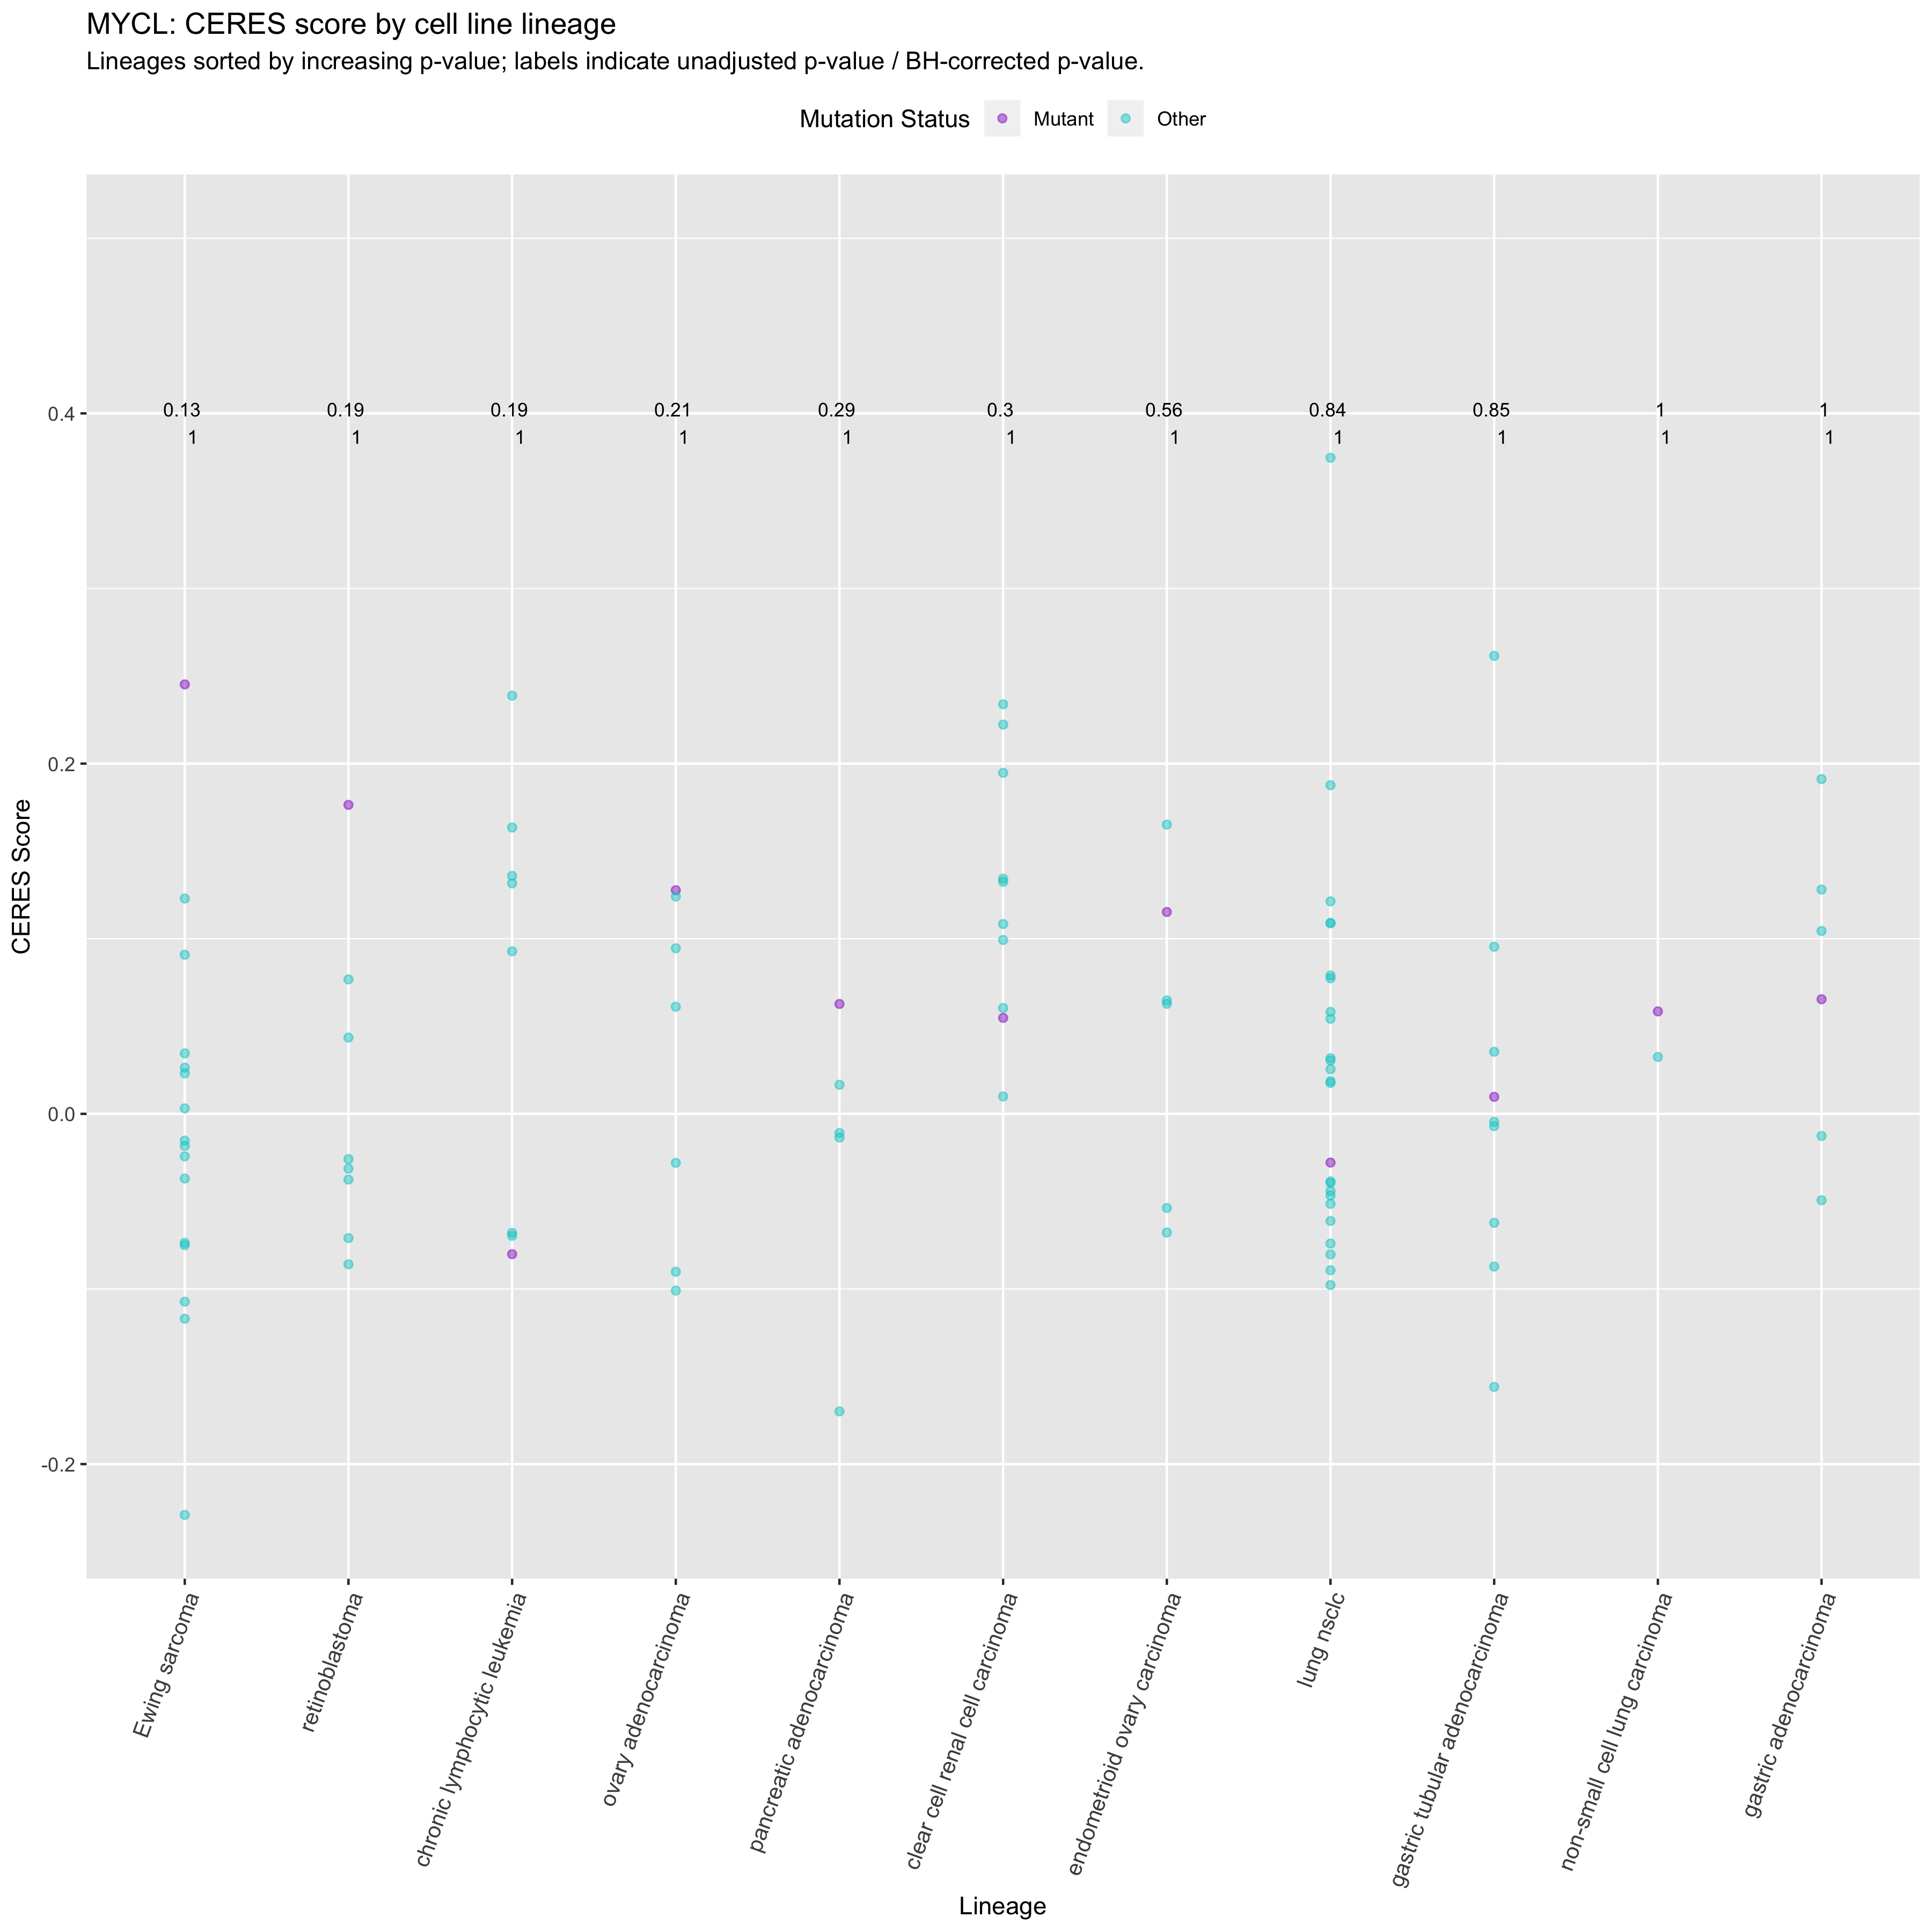 MYCL: CERES score by cell line lineage
Lineages sorted by increasing p-value; labels indicate unadjusted p-value / BH-corrected p-value.
Mutation Status Mutant Other
0.4
0.13 0.19 0.19 0.21 0.29 0.3 0.56 0.84 0.85 1 1
1 1 1 1 1 1 1 1 1 1 1
0.2
CERES Score
0.0
-0.2
Ewing sarcoma
retinoblastoma
chronic lymphocytic leukemia
ovary adenocarcinoma
pancreatic adenocarcinoma
clear cell renal cell carcinoma
endometrioid ovary carcinoma
lung nsclc
gastric tubular adenocarcinoma
non-small cell lung carcinoma
gastric adenocarcinoma
Lineage